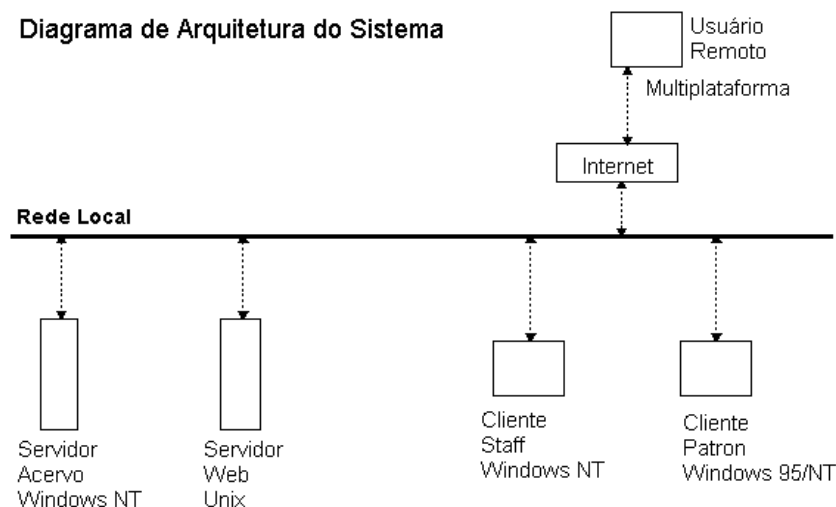 Diagrama de Arquitetura do Sistema
Usuário
Remoto
Multiplataforma
Internet
Rede Local
Servidor
Acervo
Windows NT
Servidor
Web
Unix
Cliente
Staff
Windows NT
Cliente
Patron
Windows 95/NT